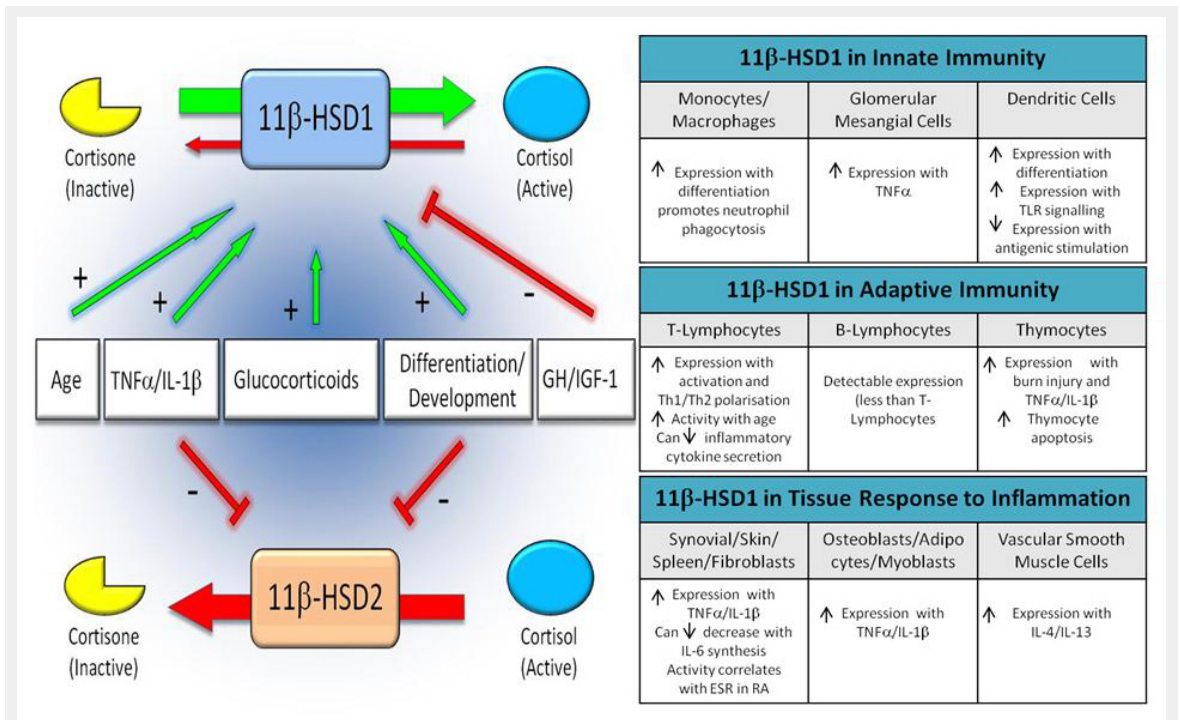 11β-HSD1
Cortisone
(Inactive)
Cortisol
(Active)
+
+
+
+
-
Age
TNFα/IL-1β
Glucocorticoids
Differentiation/
Development
GH/IGF-1
-
-
11β-HSD2
Cortisone
(Inactive)
Cortisol
(Active)
11β-HSD1 in Innate Immunity
Monocytes/
Macrophages
Glomerular
Mesangial Cells
Dendritic Cells
↑ Expression with
differentiation
promotes neutrophil
phagocytosis
↑ Expression with
TNFα
↑ Expression with
differentiation
↑ Expression with
TLR signalling
↓ Expression with
antigenic stimulation
11β-HSD1 in Adaptive Immunity
T-Lymphocytes
B-Lymphocytes
Thymocytes
↑ Expression with
activation and
Th1/Th2 polarisation
↑ Activity with age
Can ↓ inflammatory
cytokine secretion
Detectable expression
(less than T-
Lymphocytes
↑ Expression with
burn injury and
TNFα/IL-1β
↑ Thymocyte
apoptosis
11β-HSD1 in Tissue Response to Inflammation
Synovial/Skin/
Spleen/Fibroblasts
Osteoblasts/Adipo
cytes/Myoblasts
Vascular Smooth
Muscle Cells
↑ Expression with
TNFα/IL-1β
Can ↓ decrease with
IL-6 synthesis
Activity correlates
with ESR in RA
↑ Expression with
TNFα/IL-1β
↑ Expression with
IL-4/IL-13